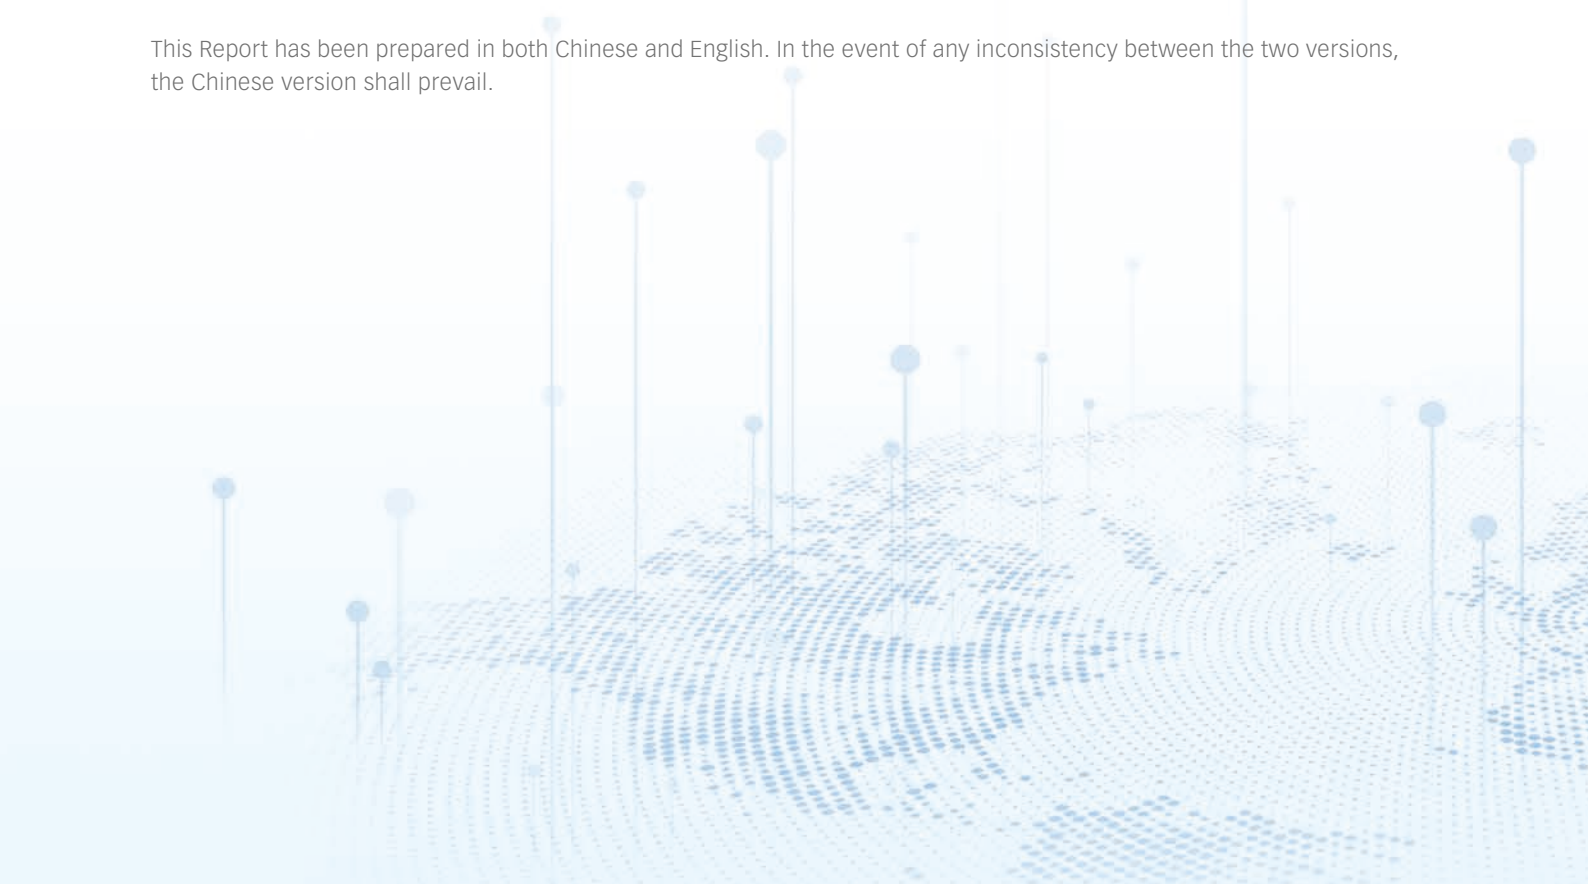 This Report has been prepared in both Chinese and English. In the event of any inconsistency between the two versions,
the Chinese version shall prevail.